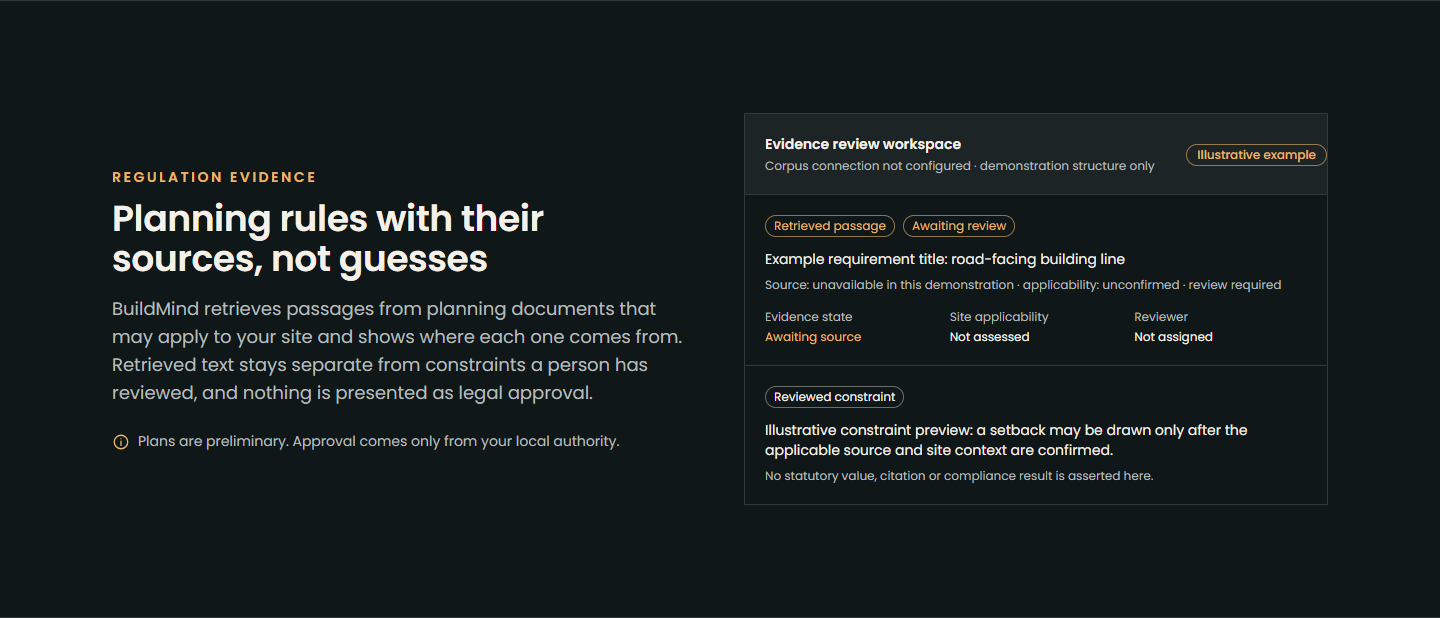 REGULATION EVIDENCE
Planning rules with their
sources, not guesses
BuildMind retrieves passages from planning documents that
may apply to your site and shows where each one comes from.
Retrieved text stays separate from constraints a person has
reviewed, and nothing is presented as legal approval.
Plans are preliminary. Approval comes only from your local authority.
Evidence review workspace
Corpus connection not configured · demonstration structure only
Illustrative example
Retrieved passage
Awaiting review
Example requirement title: road-facing building line
Source: unavailable in this demonstration · applicability: unconfirmed · review required
Evidence state
Awaiting source
Site applicability
Not assessed
Reviewer
Not assigned
Reviewed constraint
Illustrative constraint preview: a setback may be drawn only after the
applicable source and site context are confirmed.
No statutory value, citation or compliance result is asserted here.